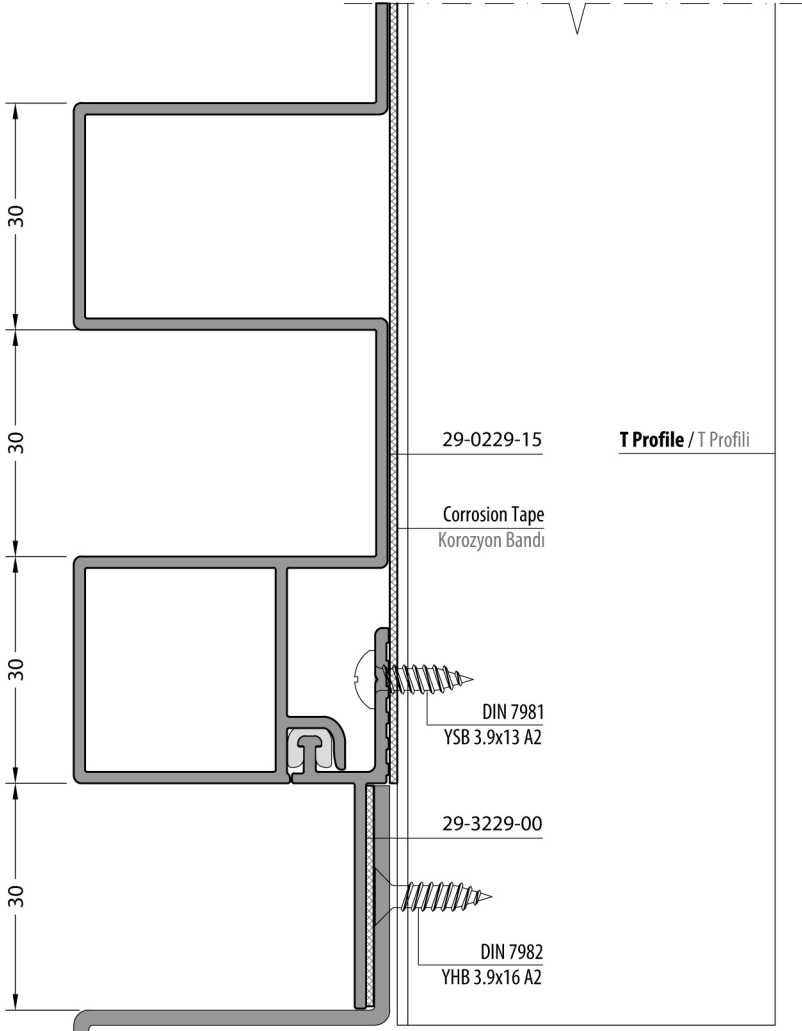 30
30
29-0229-15
T Profile / T Profili
Corrosion Tape
Korozyon Bandı
30
DIN 7981
YSB 3.9x13 A2
29-3229-00
30
DIN 7982
YHB 3.9x16 A2